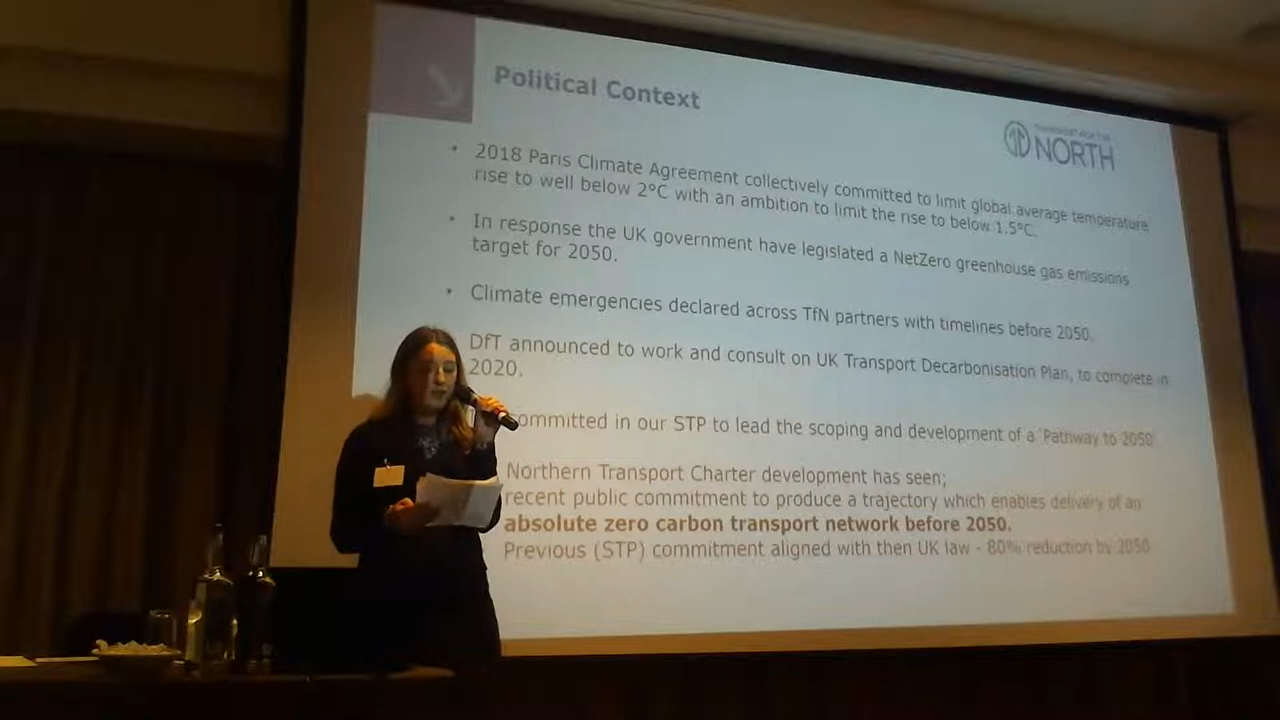 Political Context
TRANSPORT FOR THE
NORTH
• 2018 Paris Climate Agreement collectively committed to limit global average temperature
rise to well below 2°C with an ambition to limit the rise to below 1.5°C.
• In response the UK government have legislated a NetZero greenhouse gas emissions
target for 2050.
• Climate emergencies declared across TfN partners with timelines before 2050.
DfT announced to work and consult on UK Transport Decarbonisation Plan, to complete in
2020.
committed in our STP to lead the scoping and development of a 'Pathway to 2050'
Northern Transport Charter development has seen;
recent public commitment to produce a trajectory which enables delivery of an
absolute zero carbon transport network before 2050.
Previous (STP) commitment aligned with then UK law - 80% reduction by 2050